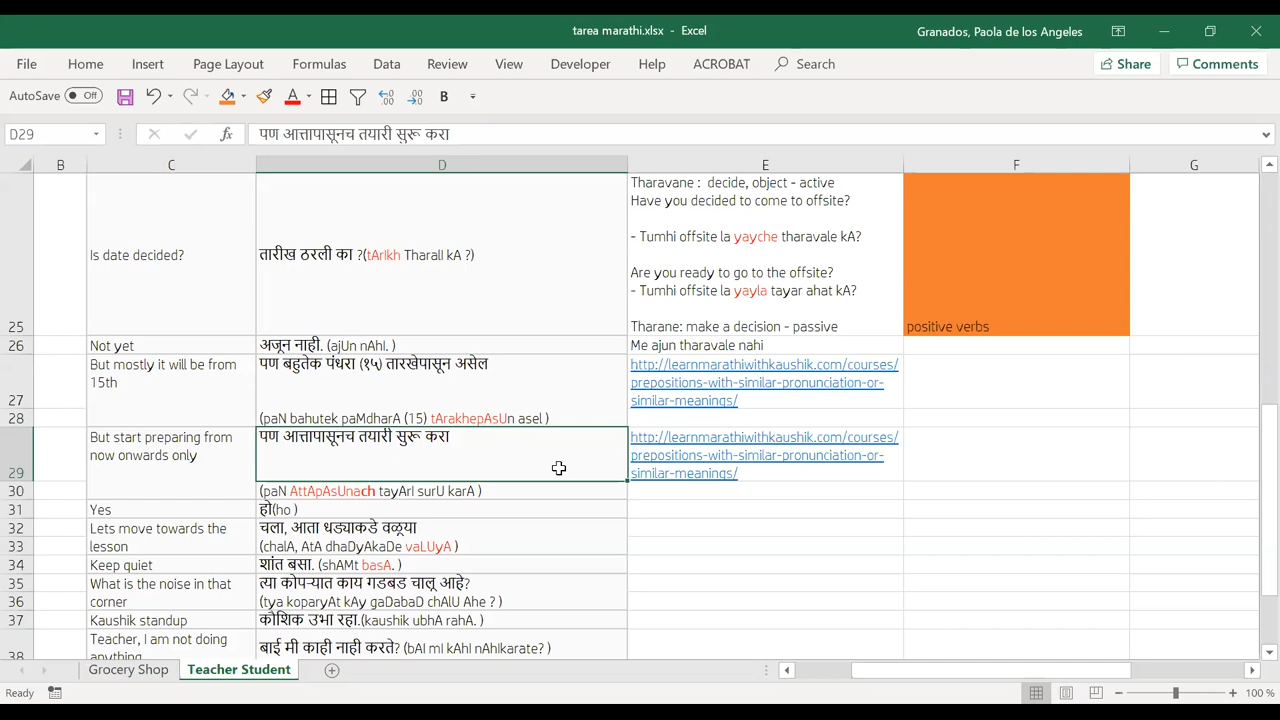 tarea marathi.xlsx - Excel
Granados, Paola de los Angeles
File Home Insert Page Layout Formulas Data Review View Developer Help ACROBAT Search Share Comments
AutoSave Off
B
D29
fx पण आत्तापासूनच तयारी सुरू करा
B C D E F G
Tharavane : decide, object - active
Have you decided to come to offsite?
- Tumhi offsite la yayche tharavale kA?
Is date decided?
तारीख ठरली का ?(tArIkh TharalI kA ?)
Are you ready to go to the offsite?
- Tumhi offsite la yayla tayar ahat kA?
25
Tharane: make a decision - passive
positive verbs
26 Not yet अजून नाही. (ajUn nAhI. ) Me ajun tharavale nahi
But mostly it will be from
15th
पण बहुतेक पंधरा (१५) तारखेपासून असेल
http://learnmarathiwithkaushik.com/courses/
prepositions-with-similar-pronunciation-or-
similar-meanings/
27
28 (paN bahutek paMdharA (15) tArakhepAsUn asel )
But start preparing from
now onwards only
पण आत्तापासूनच तयारी सुरू करा
http://learnmarathiwithkaushik.com/courses/
prepositions-with-similar-pronunciation-or-
similar-meanings/
29
30 (paN AttApAsUnach tayArI surU karA )
31 Yes हो(ho )
32 Lets move towards the चला, आता धड्याकडे वळूया
33 lesson (chalA, AtA dhaDyAkaDe vaLUyA )
34 Keep quiet शांत बसा. (shAMt basA. )
35 What is the noise in that त्या कोपऱ्यात काय गडबड चालू आहे?
36 corner (tya koparyAt kAy gaDabaD chAlU Ahe ? )
37 Kaushik standup कौशिक उभा रहा.(kaushik ubhA rahA. )
Teacher, I am not doing
anything
38 बाई मी काही नाही करते? (bAI mI kAhI nAhIkarate? )
Grocery Shop Teacher Student
Ready
100 %